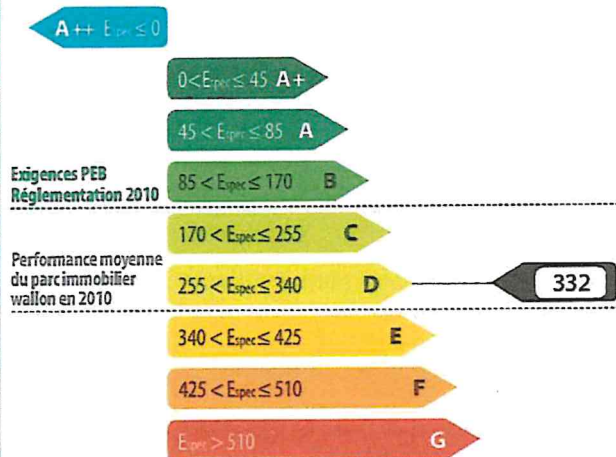 A++ Espec ≤ 0
0 < Espec ≤ 45 A+
45 < Espec ≤ 85 A
Exigences PEB
Réglementation 2010
85 < Espec ≤ 170 B
170 < Espec ≤ 255 C
Performance moyenne
du parc immobilier
wallon en 2010
255 < Espec ≤ 340 D
332
340 < Espec ≤ 425 E
425 < Espec ≤ 510 F
Espec > 510 G